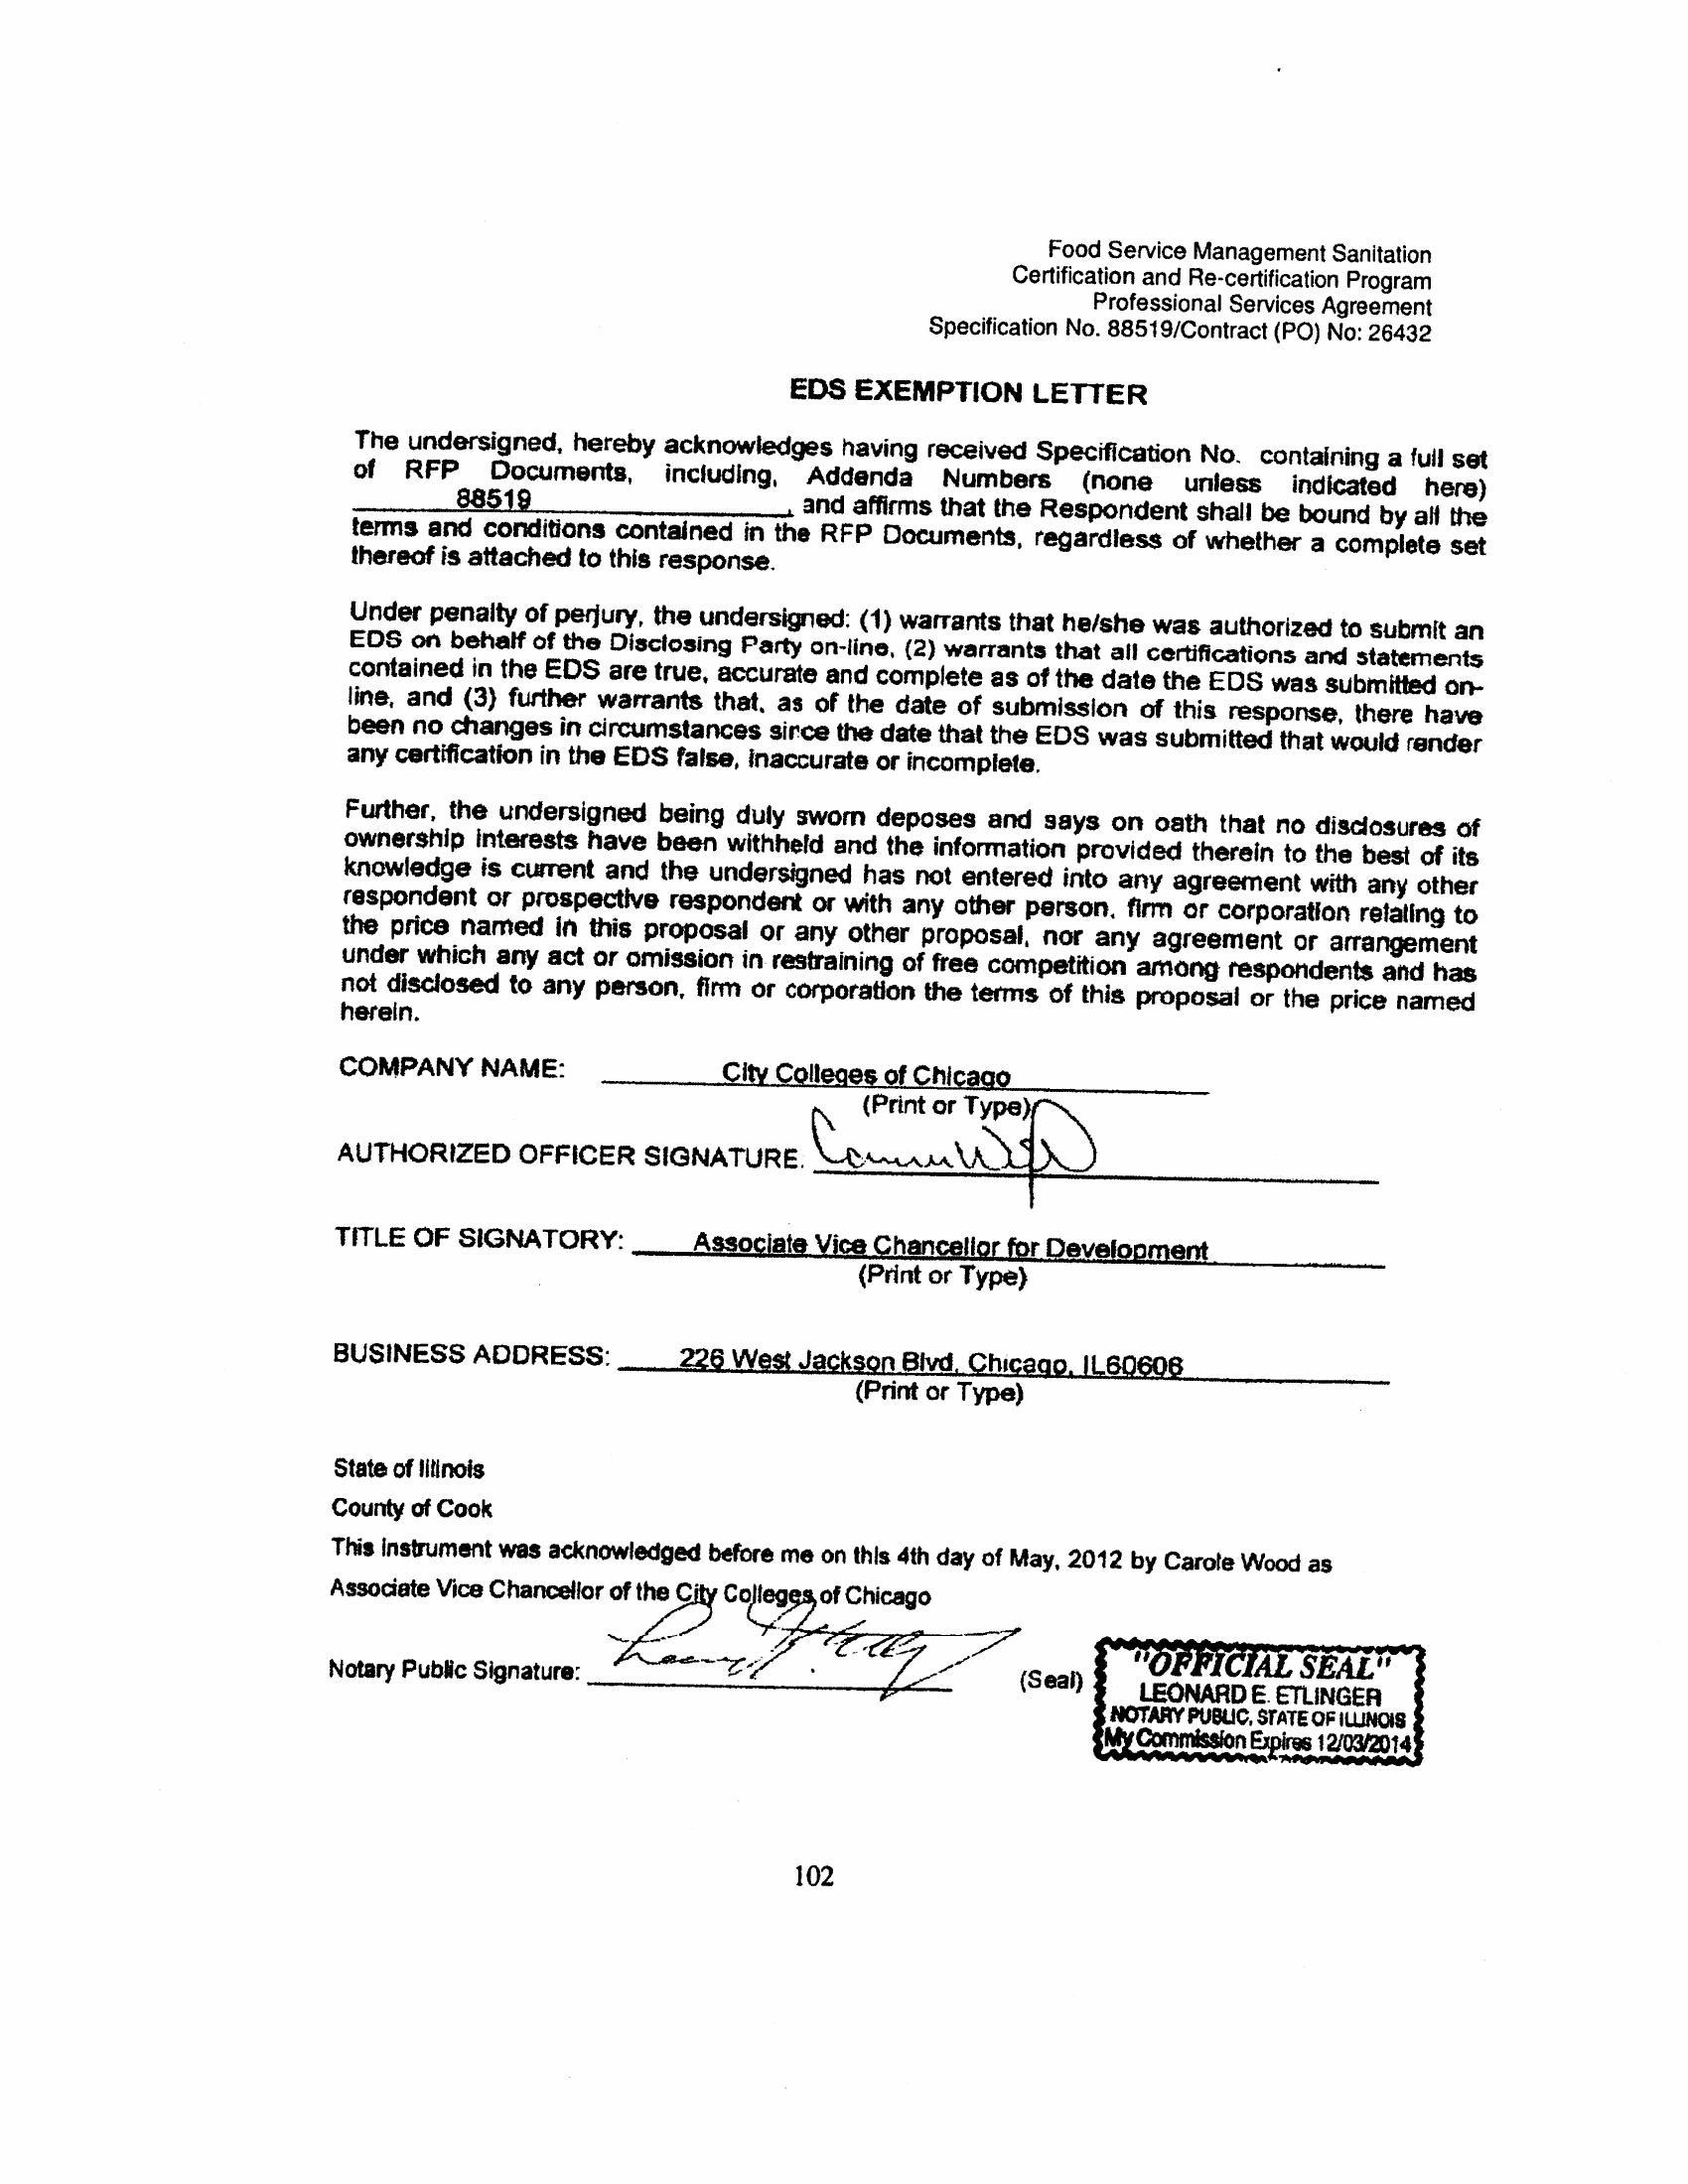 Food Service Management Sanitation
Certification and Re-certification Program
Professional Services Agreement
Specification No. 88519/Contract (PO) No: 26432
EDS EXEMPTION LETTER
The undersigned, hereby acknowledges having received Specification No. containing a full set
of RFP Documents, including, Addenda Numbers (none unless indicated here)
88519, and affirms that the Respondent shall be bound by all the
terms and conditions contained in the RFP Documents, regardless of whether a complete set
thereof is attached to this response.
Under penalty of perjury, the undersigned: (1) warrants that he/she was authorized to submit an
EDS on behalf of the Disclosing Party on-line, (2) warrants that all certifications and statements
contained in the EDS are true, accurate and complete as of the date the EDS was submitted on-
line, and (3) further warrants that, as of the date of submission of this response, there have
been no changes in circumstances since the date that the EDS was submitted that would render
any certification in the EDS false, inaccurate or incomplete.
Further, the undersigned being duly sworn deposes and says on oath that no disclosures of
ownership interests have been withheld and the information provided therein to the best of its
knowledge is current and the undersigned has not entered into any agreement with any other
respondent or prospective respondent or with any other person, firm or corporation relating to
the price named in this proposal or any other proposal, nor any agreement or arrangement
under which any act or omission in restraining of free competition among respondents and has
not disclosed to any person, firm or corporation the terms of this proposal or the price named
herein.
COMPANY NAME: City Colleges of Chicago
(Print or Type)
AUTHORIZED OFFICER SIGNATURE.
TITLE OF SIGNATORY: Associate Vice Chancellor for Development
(Print or Type)
BUSINESS ADDRESS: 226 West Jackson Blvd, Chicago, IL60606
(Print or Type)
State of Illinois
County of Cook
This instrument was acknowledged before me on this 4th day of May, 2012 by Carole Wood as
Associate Vice Chancellor of the City Colleges of Chicago
Notary Public Signature: (Seal)
"OFFICIAL SEAL"
LEONARD E. ETLINGER
NOTARY PUBLIC, STATE OF ILLINOIS
My Commission Expires 12/03/2014
102